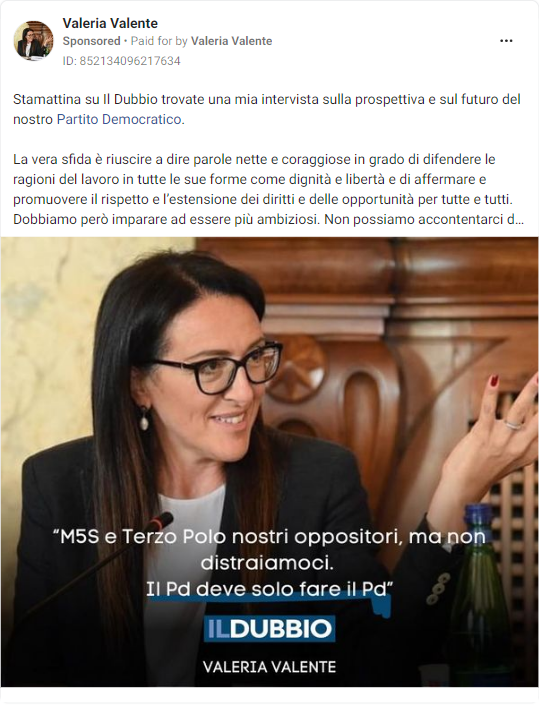 Valeria Valente
Sponsored • Paid for by Valeria Valente
ID: 852134096217634
Stamattina su Il Dubbio trovate una mia intervista sulla prospettiva e sul futuro del
nostro Partito Democratico.
La vera sfida è riuscire a dire parole nette e coraggiose in grado di difendere le
ragioni del lavoro in tutte le sue forme come dignità e libertà e di affermare e
promuovere il rispetto e l’estensione dei diritti e delle opportunità per tutte e tutti.
Dobbiamo però imparare ad essere più ambiziosi. Non possiamo accontentarci d...
“M5S e Terzo Polo nostri oppositori, ma non
distraiamoci.
Il Pd deve solo fare il Pd”
ILDUBBIO
VALERIA VALENTE